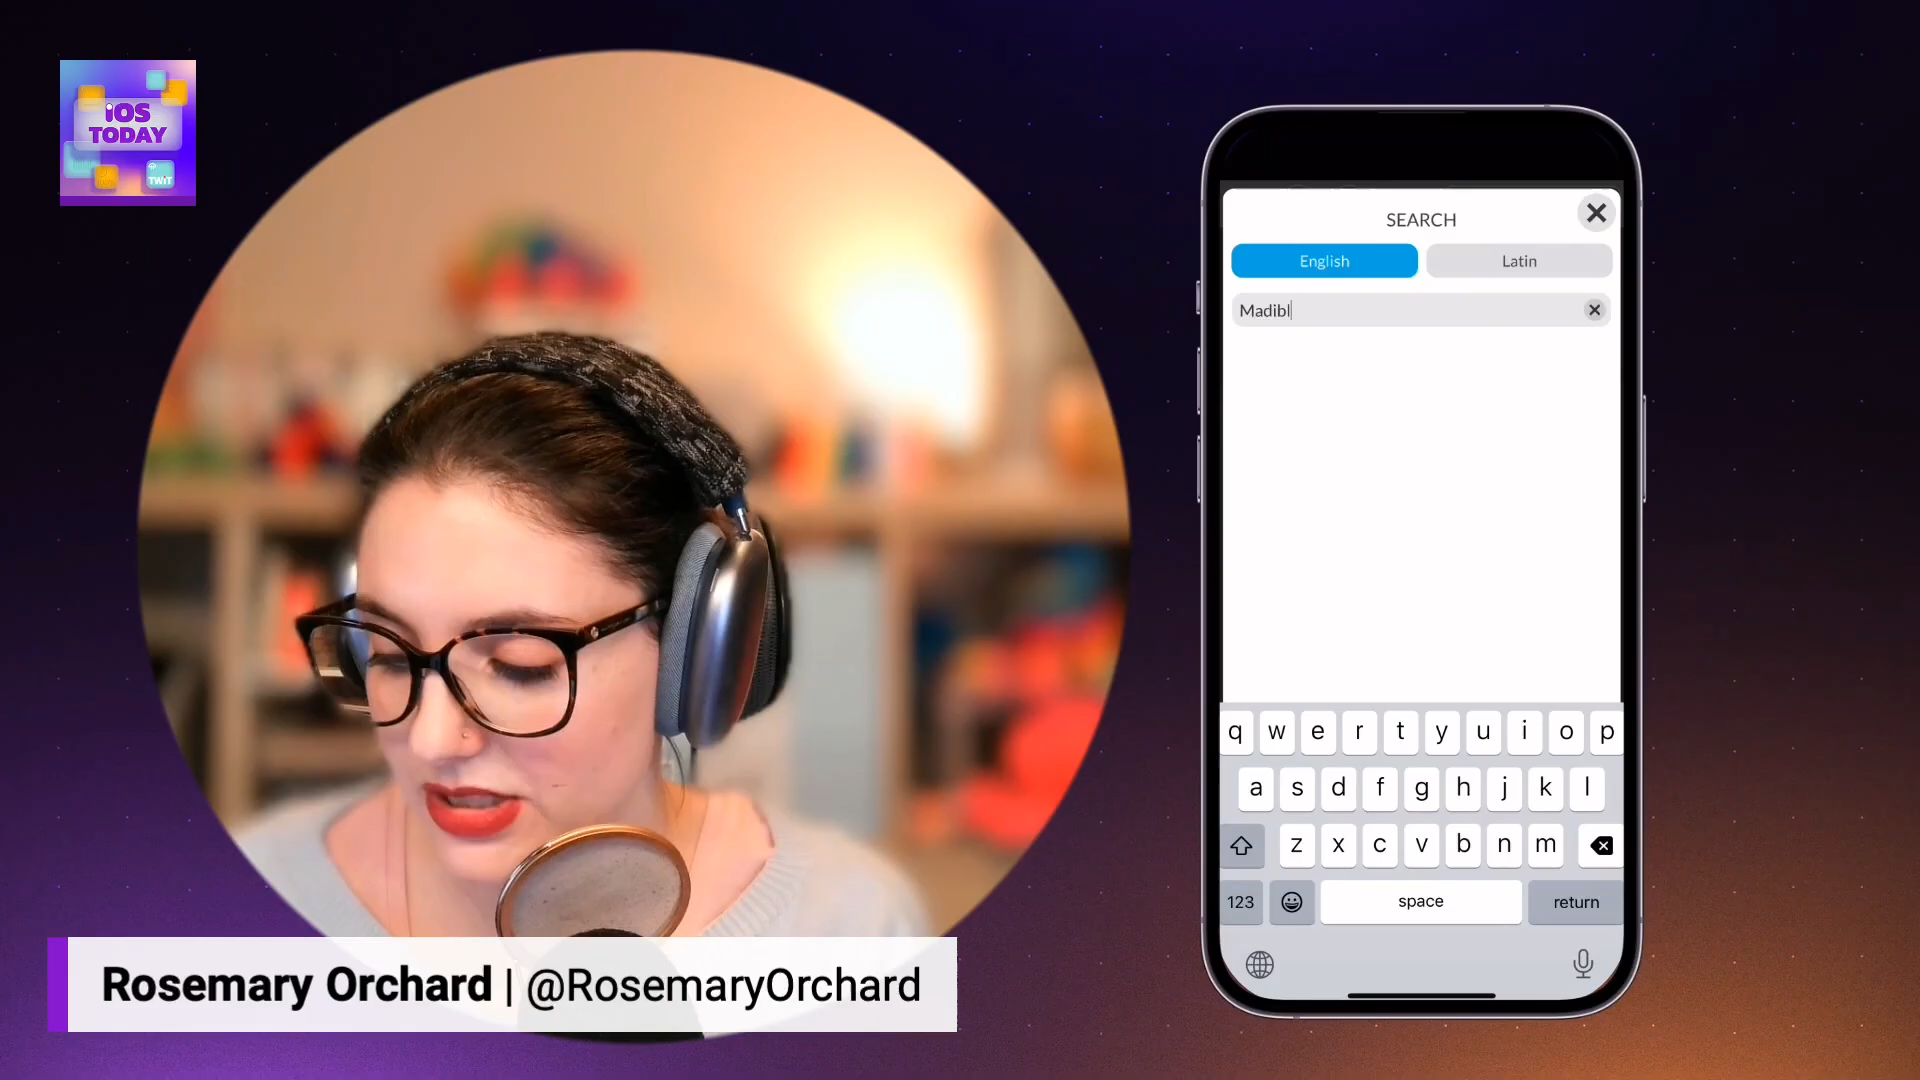 iOS
TODAY
TWiT
SEARCH
English Latin
Madibl
q w e r t y u i o p
a s d f g h j k l
z x c v b n m
123 space return
Rosemary Orchard | @RosemaryOrchard